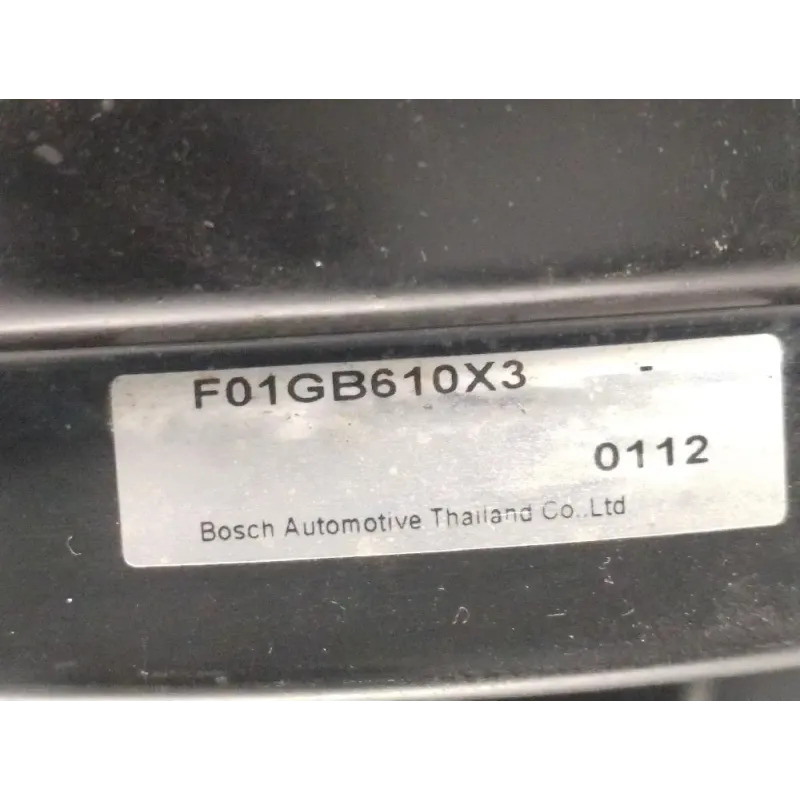 F01GB610X3 -
0112
Bosch Automotive Thailand Co.,Ltd